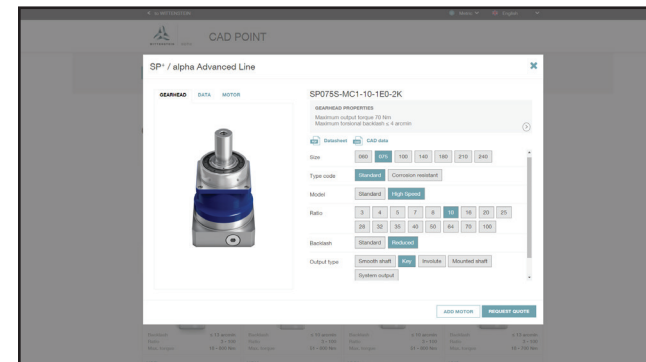 English
CAD POINT
SP+ / alpha Advanced Line
GEARHEAD DATA MOTOR
SP075S-MC1-10-1E0-2K
GEARHEAD PROPERTIES
Maximum output torque 70 Nm
Maximum torsional backlash ≤ 4 arcmin
Datasheet CAD data
Size 060 075 100 140 180 210 240
Type code Standard Corrosion resistant
Model Standard High Speed
Ratio 3 4 5 7 8 10 16 20 25
28 32 35 40 50 64 70 100
Backlash Standard Reduced
Output type Smooth shaft Key Involute Mounted shaft
System output
ADD MOTOR REQUEST QUOTE